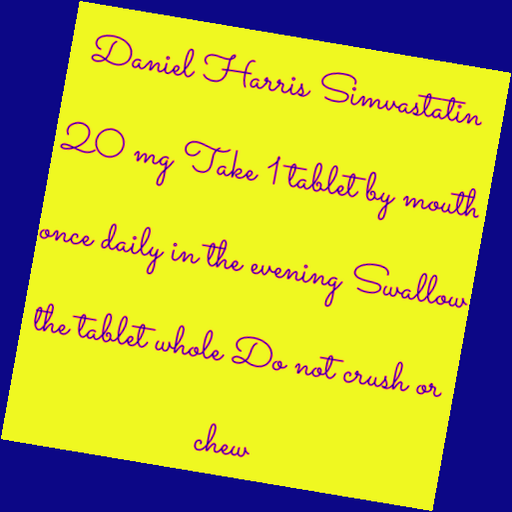 Daniel Harris Simvastatin
20 mg Take 1 tablet by mouth
once daily in the evening Swallow
the tablet whole Do not crush or
chew